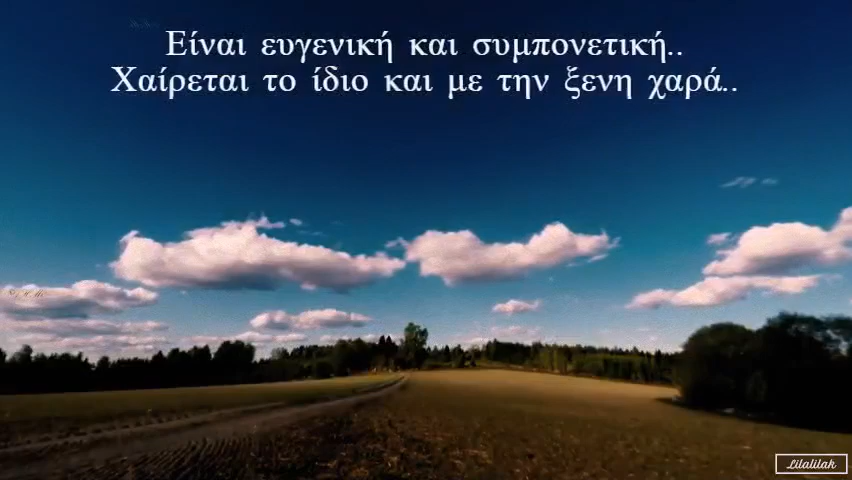 Είναι ευγενική και συμπονετική..
Χαίρεται το ίδιο και με την ξενη χαρά..
Lilalilak